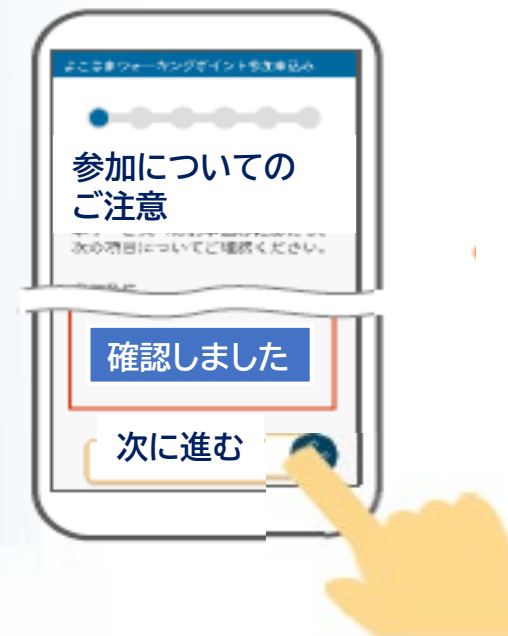 よこはまウォーキングポイント参加申込み
参加についての
ご注意
次の項目についてご確認ください。
確認しました
次に進む